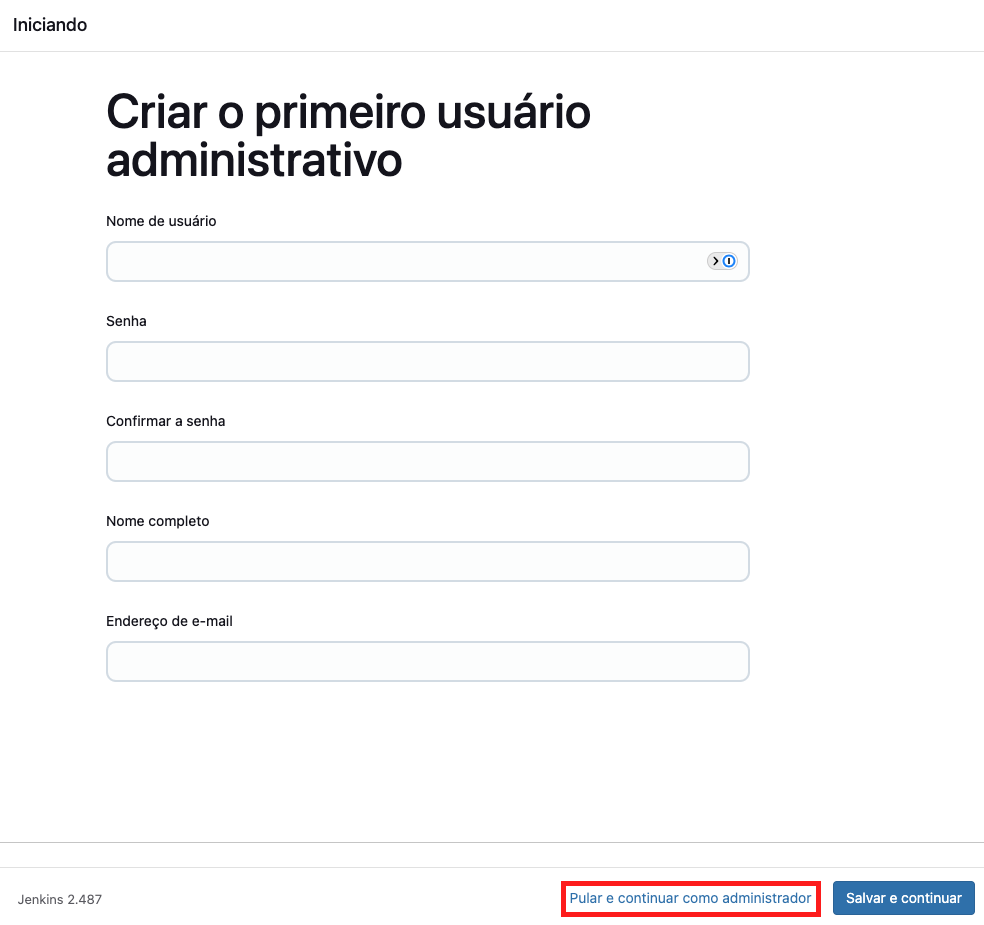 Iniciando
Criar o primeiro usuário
administrativo
Nome de usuário
Senha
Confirmar a senha
Nome completo
Endereço de e-mail
Jenkins 2.487
Pular e continuar como administrador
Salvar e continuar